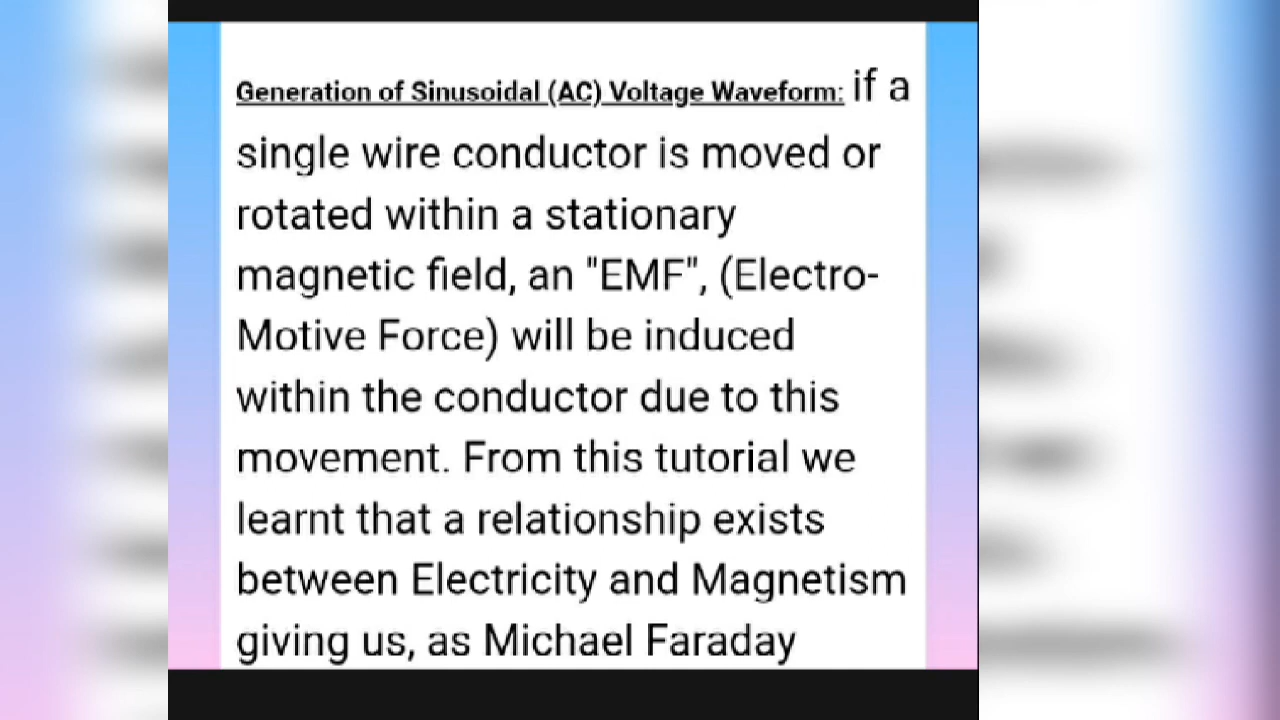 Generation of Sinusoidal (AC) Voltage Waveform: if a
single wire conductor is moved or
rotated within a stationary
magnetic field, an "EMF", (Electro-
Motive Force) will be induced
within the conductor due to this
movement. From this tutorial we
learnt that a relationship exists
between Electricity and Magnetism
giving us, as Michael Faraday